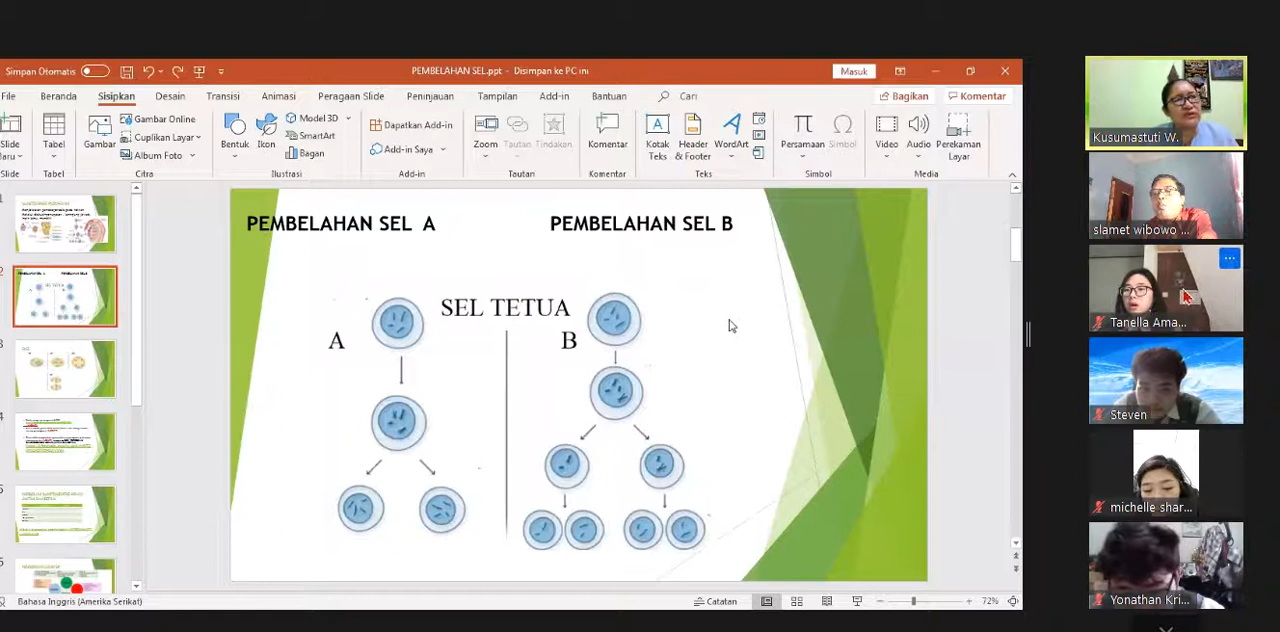 Simpan Otomatis
PEMBELAHAN SEL.ppt - Disimpan ke PC ini
Masuk
File Beranda Sisipkan Desain Transisi Animasi Peragaan Slide Peninjauan Tampilan Add-in Bantuan Cari
Bagikan Komentar
Slide Baru
Tabel
Gambar
Gambar Online
Cuplikan Layar
Album Foto
Bentuk
Ikon
Model 3D
SmartArt
Bagan
Dapatkan Add-in
Add-in Saya
Zoom
Tautan
Tindakan
Komentar
Kotak Teks
Header & Footer
WordArt
Persamaan
Simbol
Video
Audio
Perekaman Layar
Slide Tabel Citra Ilustrasi Add-in Tautan Komentar Teks Simbol Media
PEMBELAHAN SEL A
PEMBELAHAN SEL B
SEL TETUA
A
B
Bahasa Inggris (Amerika Serikat)
Catatan
72%
Kusumastuti W.
slamet wibowo ...
Tanella Ama...
Steven
michelle shar...
Yonathan Kri...